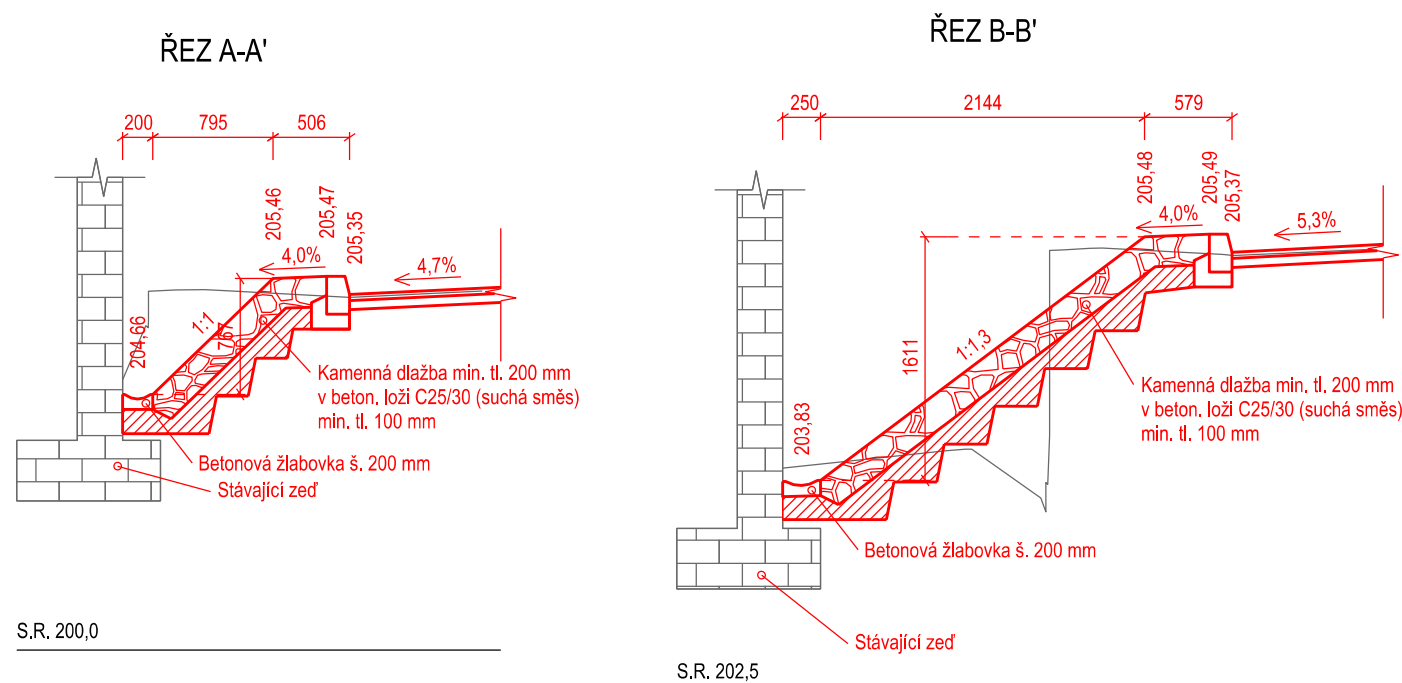 ŘEZ A-A'
200
795
506
205,46
205,47
205,35
4,0%
4,7%
204,66
1:1
767
Kamenná dlažba min. tl. 200 mm
v beton. loži C25/30 (suchá směs)
min. tl. 100 mm
Betonová žlabovka š. 200 mm
Stávající zeď
S.R. 200,0
ŘEZ B-B'
250
2144
579
205,48
205,49
205,37
4,0%
5,3%
1611
1:1,3
203,83
Kamenná dlažba min. tl. 200 mm
v beton. loži C25/30 (suchá směs)
min. tl. 100 mm
Betonová žlabovka š. 200 mm
Stávající zeď
S.R. 202,5